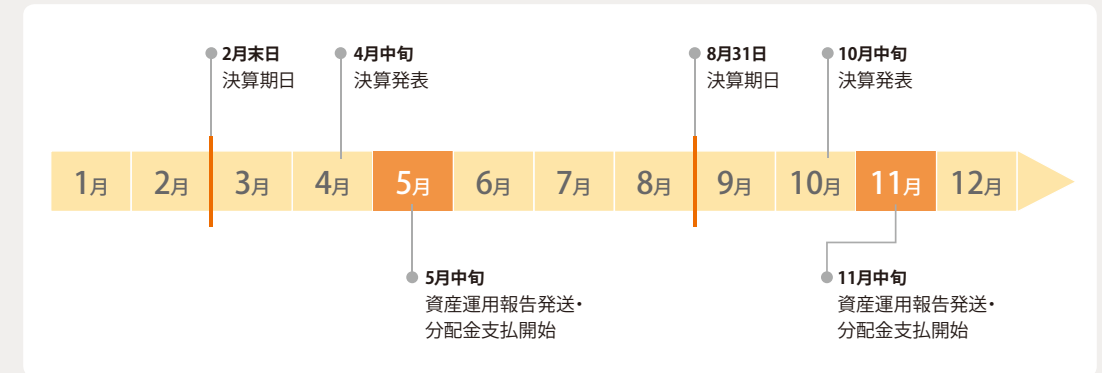 2月末日
決算期日
4月中旬
決算発表
8月31日
決算期日
10月中旬
決算発表
1月 2月 3月 4月 5月 6月 7月 8月 9月 10月 11月 12月
5月中旬
資産運用報告発送・
分配金支払開始
11月中旬
資産運用報告発送・
分配金支払開始